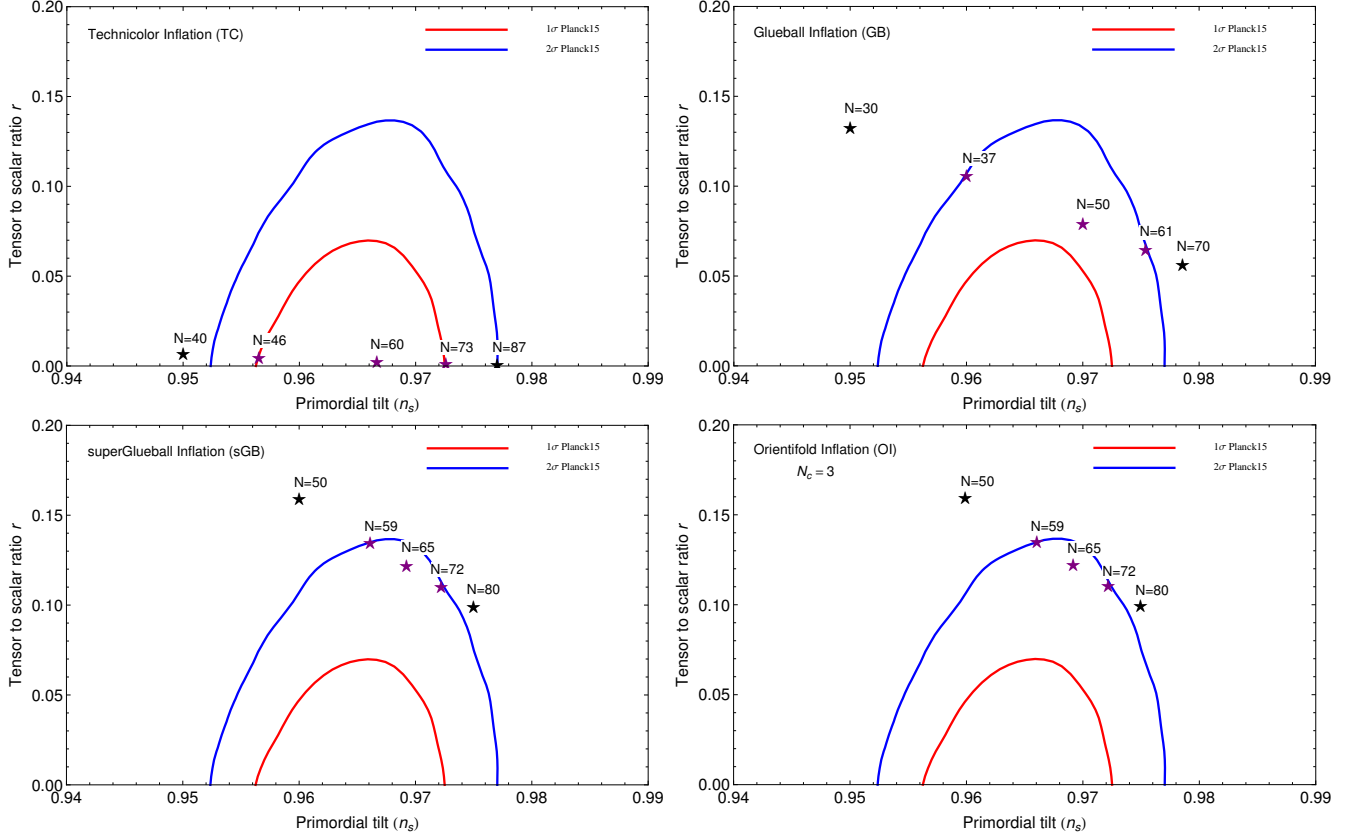 Technicolor Inflation (TC)
1σ Planck15
2σ Planck15
0.20
0.15
0.10
0.05
0.00
Tensor to scalar ratio r
N=40
N=46
N=60
N=73
N=87
0.94
0.95
0.96
0.97
0.98
0.99
Primordial tilt (n_s)
Glueball Inflation (GB)
1σ Planck15
2σ Planck15
0.20
0.15
0.10
0.05
0.00
Tensor to scalar ratio r
N=30
N=37
N=50
N=61
N=70
0.94
0.95
0.96
0.97
0.98
0.99
Primordial tilt (n_s)
superGlueball Inflation (sGB)
1σ Planck15
2σ Planck15
0.20
0.15
0.10
0.05
0.00
Tensor to scalar ratio r
N=50
N=59
N=65
N=72
N=80
0.94
0.95
0.96
0.97
0.98
0.99
Primordial tilt (n_s)
Orientifold Inflation (OI)
N_c = 3
1σ Planck15
2σ Planck15
0.20
0.15
0.10
0.05
0.00
Tensor to scalar ratio r
N=50
N=59
N=65
N=72
N=80
0.94
0.95
0.96
0.97
0.98
0.99
Primordial tilt (n_s)